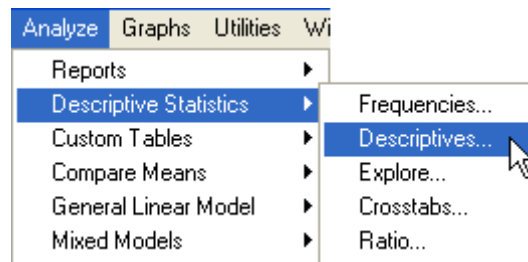 Analyze Graphs Utilities Wi
Reports
Descriptive Statistics
Frequencies...
Custom Tables
Descriptives...
Compare Means
Explore...
General Linear Model
Crosstabs...
Mixed Models
Ratio...